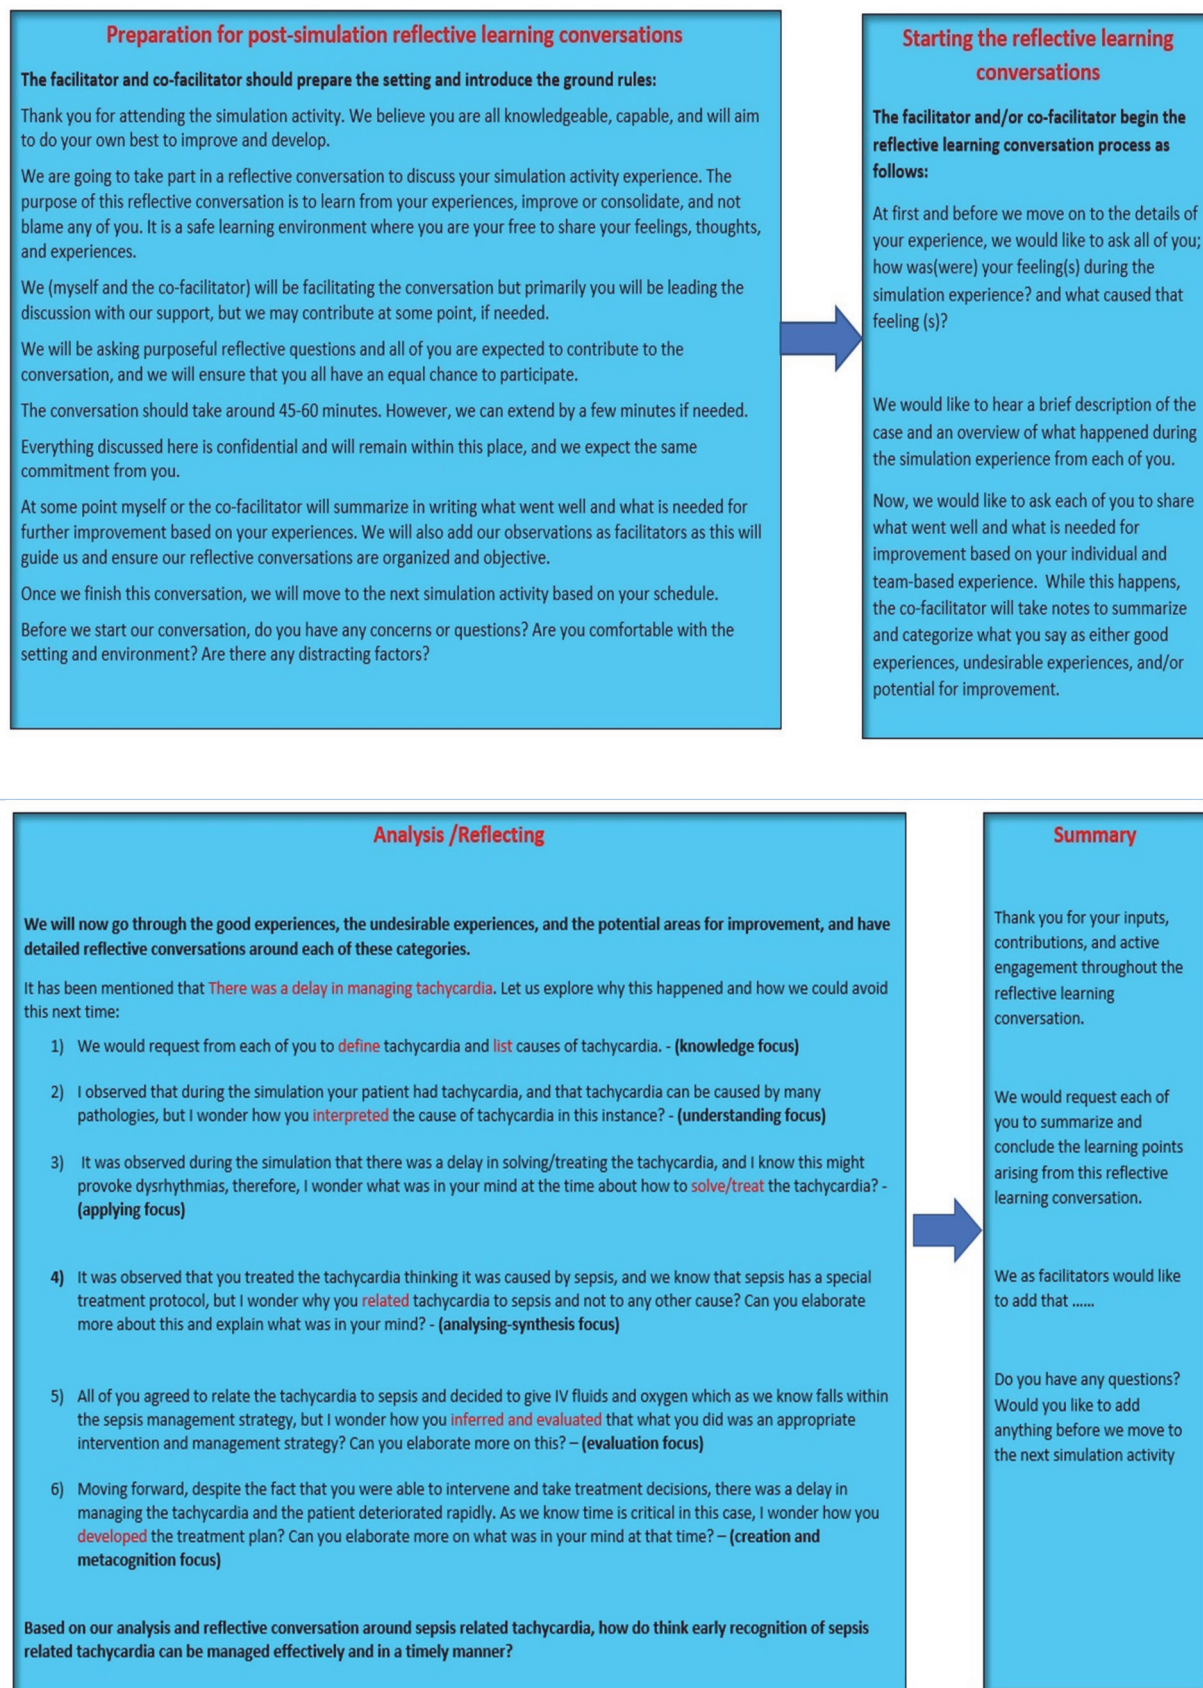 Preparation for post-simulation reflective learning conversations
The facilitator and co-facilitator should prepare the setting and introduce the ground rules:
Thank you for attending the simulation activity. We believe you are all knowledgeable, capable, and will aim
to do your own best to improve and develop.
We are going to take part in a reflective conversation to discuss your simulation activity experience. The
purpose of this reflective conversation is to learn from your experiences, improve or consolidate, and not
blame any of you. It is a safe learning environment where you are your free to share your feelings, thoughts,
and experiences.
We (myself and the co-facilitator) will be facilitating the conversation but primarily you will be leading the
discussion with our support, but we may contribute at some point, if needed.
We will be asking purposeful reflective questions and all of you are expected to contribute to the
conversation, and we will ensure that you all have an equal chance to participate.
The conversation should take around 45-60 minutes. However, we can extend by a few minutes if needed.
Everything discussed here is confidential and will remain within this place, and we expect the same
commitment from you.
At some point myself or the co-facilitator will summarize in writing what went well and what is needed for
further improvement based on your experiences. We will also add our observations as facilitators as this will
guide us and ensure our reflective conversations are organized and objective.
Once we finish this conversation, we will move to the next simulation activity based on your schedule.
Before we start our conversation, do you have any concerns or questions? Are you comfortable with the
setting and environment? Are there any distracting factors?
Starting the reflective learning
conversations
The facilitator and/or co-facilitator begin the
reflective learning conversation process as
follows:
At first and before we move on to the details of
your experience, we would like to ask all of you;
how was(were) your feeling(s) during the
simulation experience? and what caused that
feeling (s)?
We would like to hear a brief description of the
case and an overview of what happened during
the simulation experience from each of you.
Now, we would like to ask each of you to share
what went well and what is needed for
improvement based on your individual and
team-based experience. While this happens,
the co-facilitator will take notes to summarize
and categorize what you say as either good
experiences, undesirable experiences, and/or
potential for improvement.
Analysis /Reflecting
We will now go through the good experiences, the undesirable experiences, and the potential areas for improvement, and have
detailed reflective conversations around each of these categories.
It has been mentioned that There was a delay in managing tachycardia. Let us explore why this happened and how we could avoid
this next time:
1) We would request from each of you to define tachycardia and list causes of tachycardia. - (knowledge focus)
2) I observed that during the simulation your patient had tachycardia, and that tachycardia can be caused by many
pathologies, but I wonder how you interpreted the cause of tachycardia in this instance? - (understanding focus)
3) It was observed during the simulation that there was a delay in solving/treating the tachycardia, and I know this might
provoke dysrhythmias, therefore, I wonder what was in your mind at the time about how to solve/treat the tachycardia? -
(applying focus)
4) It was observed that you treated the tachycardia thinking it was caused by sepsis, and we know that sepsis has a special
treatment protocol, but I wonder why you related tachycardia to sepsis and not to any other cause? Can you elaborate
more about this and explain what was in your mind? - (analysing-synthesis focus)
5) All of you agreed to relate the tachycardia to sepsis and decided to give IV fluids and oxygen which as we know falls within
the sepsis management strategy, but I wonder how you inferred and evaluated that what you did was an appropriate
intervention and management strategy? Can you elaborate more on this? – (evaluation focus)
6) Moving forward, despite the fact that you were able to intervene and take treatment decisions, there was a delay in
managing the tachycardia and the patient deteriorated rapidly. As we know time is critical in this case, I wonder how you
developed the treatment plan? Can you elaborate more on what was in your mind at that time? – (creation and
metacognition focus)
Based on our analysis and reflective conversation around sepsis related tachycardia, how do think early recognition of sepsis
related tachycardia can be managed effectively and in a timely manner?
Summary
Thank you for your inputs,
contributions, and active
engagement throughout the
reflective learning
conversation.
We would request each of
you to summarize and
conclude the learning points
arising from this reflective
learning conversation.
We as facilitators would like
to add that ......
Do you have any questions?
Would you like to add
anything before we move to
the next simulation activity